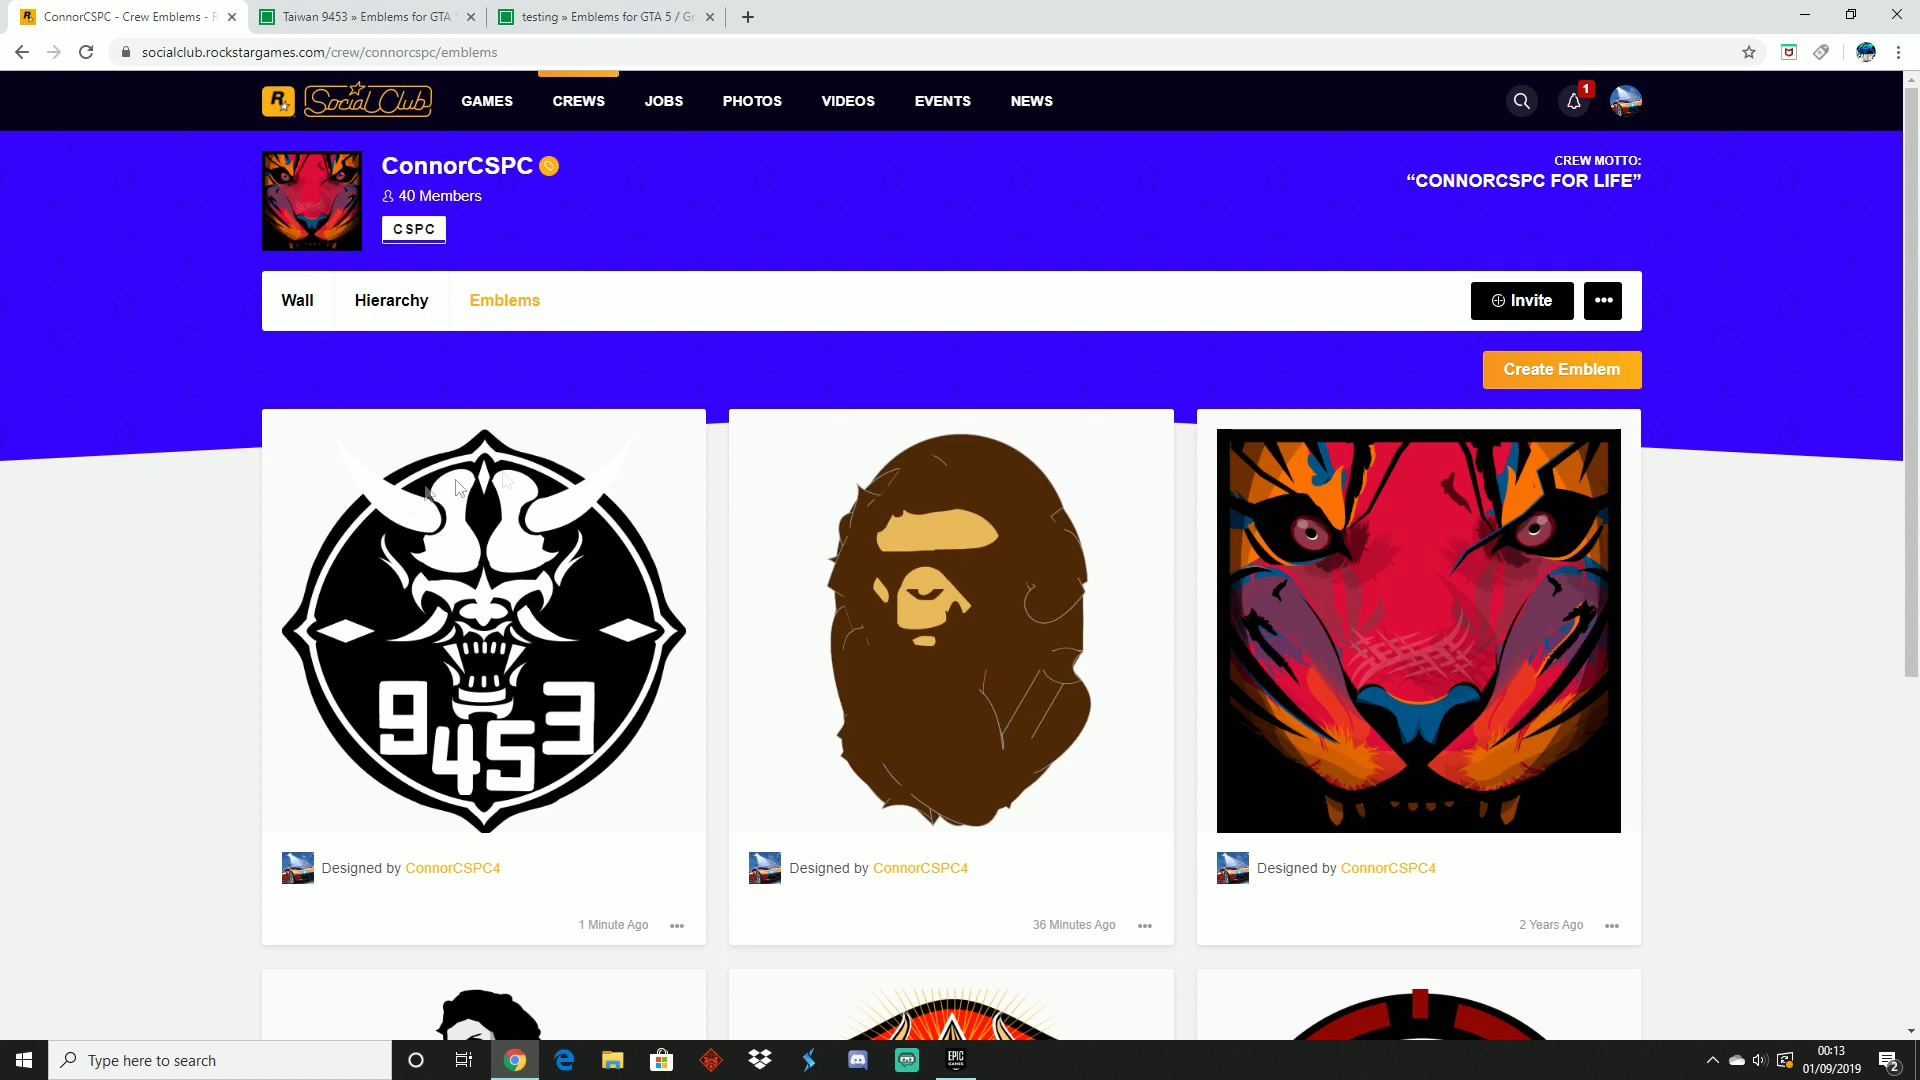 ConnorCSPC - Crew Emblems - R
Taiwan 9453 » Emblems for GTA 5
testing » Emblems for GTA 5 / Gr
socialclub.rockstargames.com/crew/connorcspc/emblems
R
Social Club
GAMES
CREWS
JOBS
PHOTOS
VIDEOS
EVENTS
NEWS
1
ConnorCSPC
40 Members
CSPC
CREW MOTTO:
“CONNORCSPC FOR LIFE”
Wall
Hierarchy
Emblems
Invite
Create Emblem
9453
Designed by ConnorCSPC4
1 Minute Ago
Designed by ConnorCSPC4
36 Minutes Ago
Designed by ConnorCSPC4
2 Years Ago
Type here to search
EPIC
GAMES
00:13
01/09/2019
2